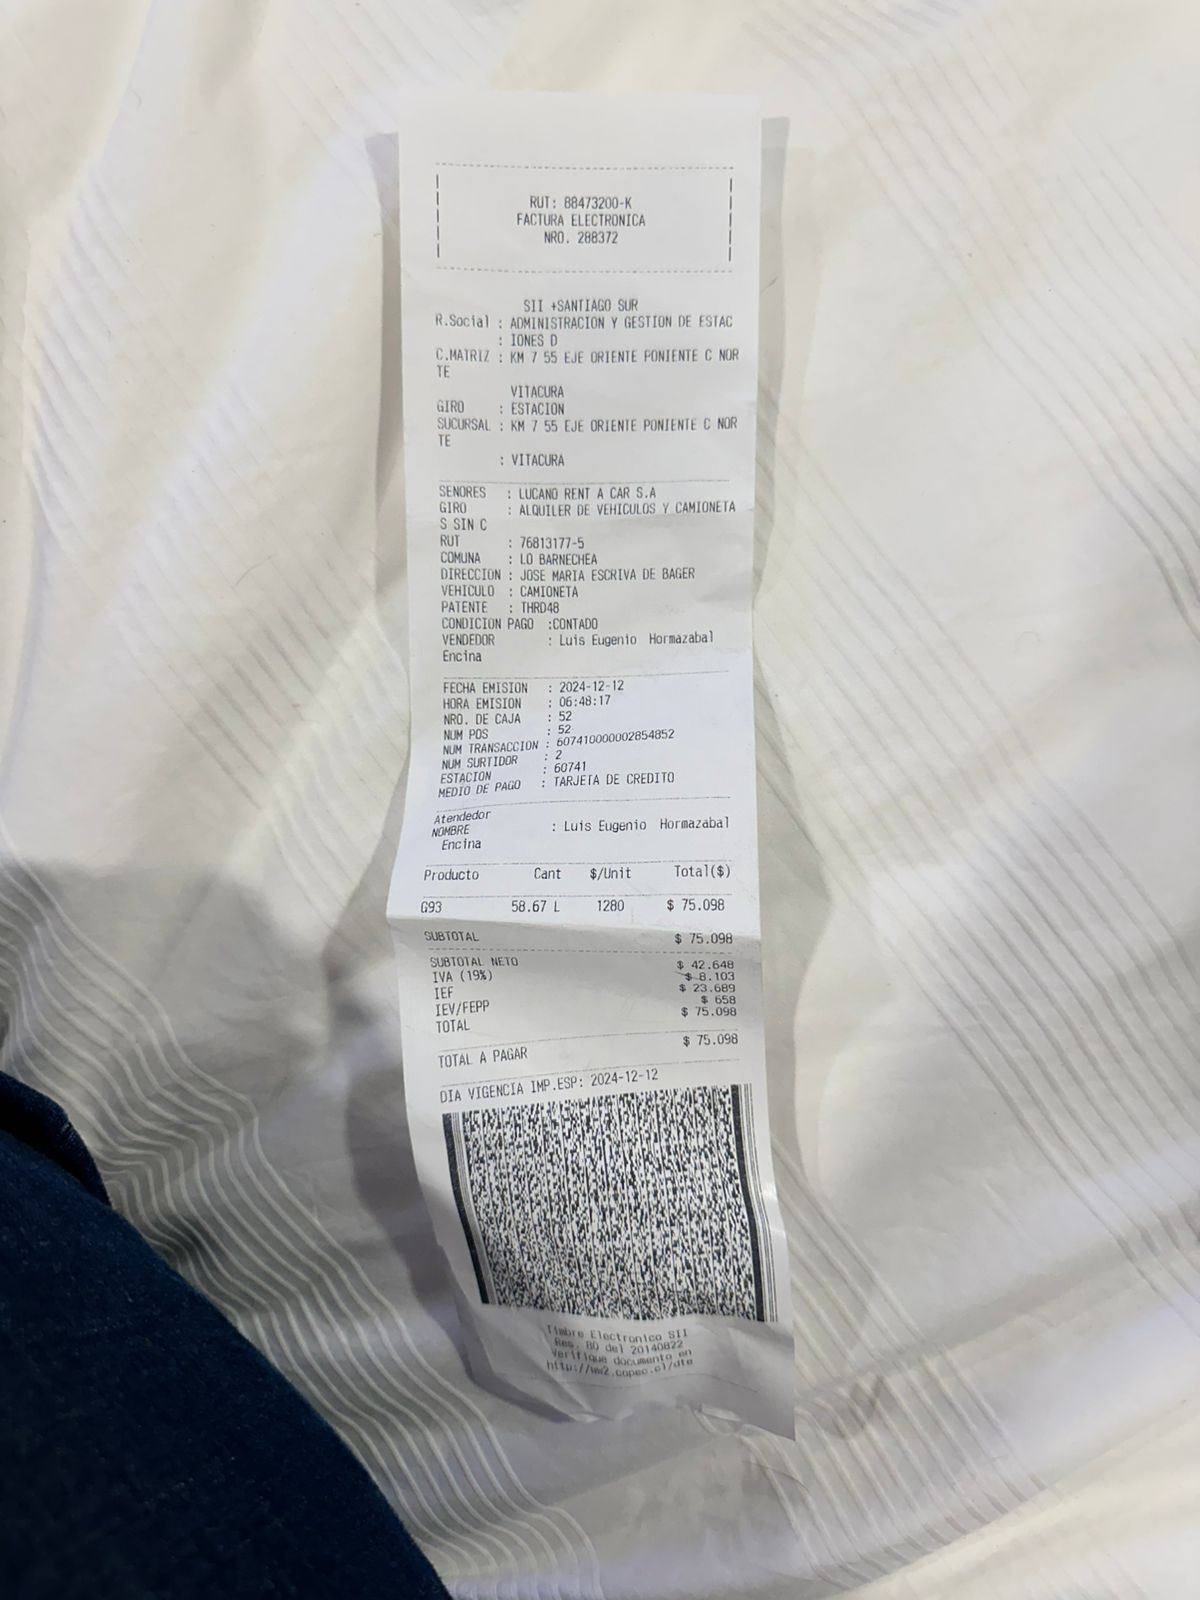 RUT: 88473200-K
FACTURA ELECTRONICA
NRO. 288372
SII +SANTIAGO SUR
R.Social : ADMINISTRACION Y GESTION DE ESTAC
: IONES D
C.MATRIZ : KM 7 55 EJE ORIENTE PONIENTE C NOR
TE
VITACURA
GIRO : ESTACION
SUCURSAL : KM 7 55 EJE ORIENTE PONIENTE C NOR
TE
: VITACURA
SENORES : LUCANO RENT A CAR S.A
GIRO : ALQUILER DE VEHICULOS Y CAMIONETA
S SIN C
RUT : 76813177-5
COMUNA : LO BARNECHEA
DIRECCION : JOSE MARIA ESCRIVA DE BAGER
VEHICULO : CAMIONETA
PATENTE : THRD48
CONDICION PAGO :CONTADO
VENDEDOR : Luis Eugenio Hormazabal
Encina
FECHA EMISION : 2024-12-12
HORA EMISION : 06:48:17
NRO. DE CAJA : 52
NUM POS : 52
NUM TRANSACCION : 607410000002854852
NUM SURTIDOR : 2
ESTACION : 60741
MEDIO DE PAGO : TARJETA DE CREDITO
Atendedor
NOMBRE : Luis Eugenio Hormazabal
Encina
Producto Cant $/Unit Total($)
G93 58.67 L 1280 $ 75.098
SUBTOTAL $ 75.098
SUBTOTAL NETO $ 42.648
IVA (19%) $ 8.103
IEF $ 23.689
IEV/FEPP $ 658
TOTAL $ 75.098
TOTAL A PAGAR $ 75.098
DIA VIGENCIA IMP.ESP: 2024-12-12
Timbre Electronico SII
Res. 80 del 20140822
Verifique documento en
http://ww2.copec.cl/dte